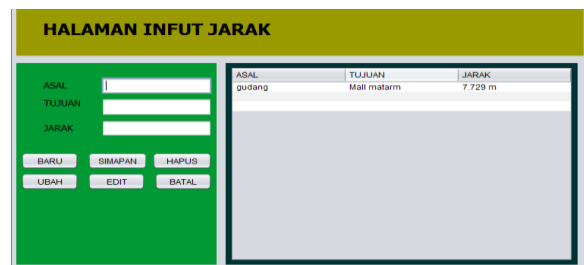 HALAMAN INFUT JARAK
ASAL
TUJUAN
JARAK
BARU SIMAPAN HAPUS
UBAH EDIT BATAL
ASAL TUJUAN JARAK
gudang Mall matarm 7.729 m